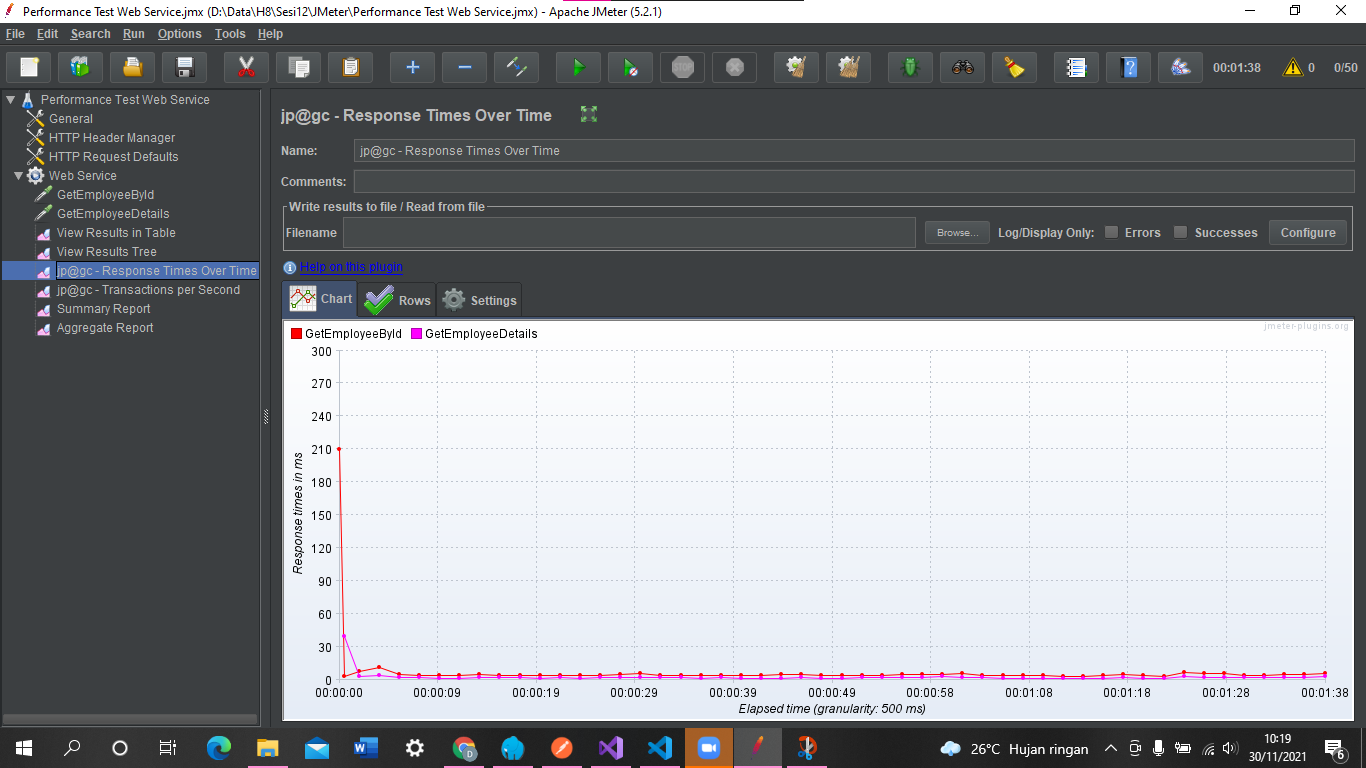 Performance Test Web Service.jmx (D:\Data\H8\Sesi12\JMeter\Performance Test Web Service.jmx) - Apache JMeter (5.2.1)
File Edit Search Run Options Tools Help
STOP 00:01:38 0 0/50
Performance Test Web Service
General
HTTP Header Manager
HTTP Request Defaults
Web Service
GetEmployeeById
GetEmployeeDetails
View Results in Table
View Results Tree
jp@gc - Response Times Over Time
jp@gc - Transactions per Second
Summary Report
Aggregate Report
jp@gc - Response Times Over Time
Name: jp@gc - Response Times Over Time
Comments:
Write results to file / Read from file
Filename Browse... Log/Display Only: Errors Successes Configure
Help on this plugin
Chart Rows Settings
jmeter-plugins.org
GetEmployeeById GetEmployeeDetails
300
270
240
210
180
150
120
90
60
30
0
Response times in ms
00:00:00 00:00:09 00:00:19 00:00:29 00:00:39 00:00:49 00:00:58 00:01:08 00:01:18 00:01:28 00:01:38
Elapsed time (granularity: 500 ms)
26°C Hujan ringan
10:19
30/11/2021
6